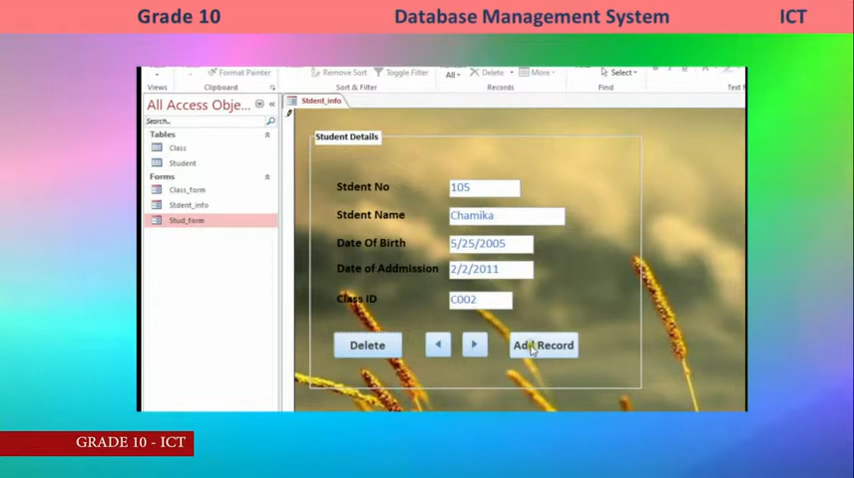 Grade 10 Database Management System ICT
Format Painter Remove Sort Toggle Filter All Delete More Select
Views Clipboard Sort & Filter Records Find
All Access Obje... «
Stdent_info
Search...
Tables
Class
Student
Forms
Class_form
Stdent_info
Stud_form
Student Details
Stdent No 105
Stdent Name Chamika
Date Of Birth 5/25/2005
Date of Addmission 2/2/2011
Class ID C002
Delete Add Record
GRADE 10 - ICT